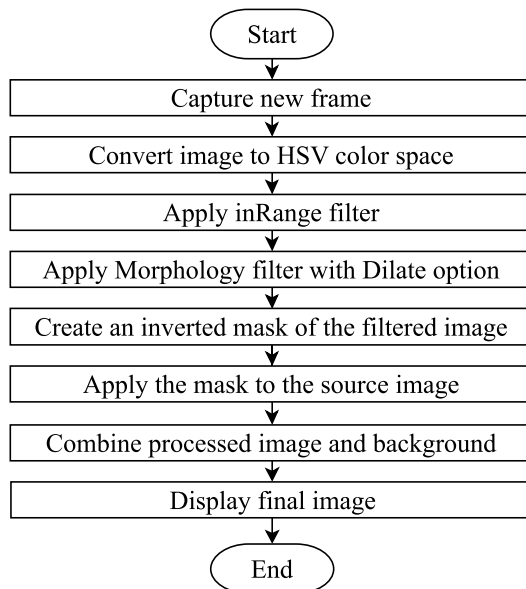 Start
Capture new frame
Convert image to HSV color space
Apply inRange filter
Apply Morphology filter with Dilate option
Create an inverted mask of the filtered image
Apply the mask to the source image
Combine processed image and background
Display final image
End